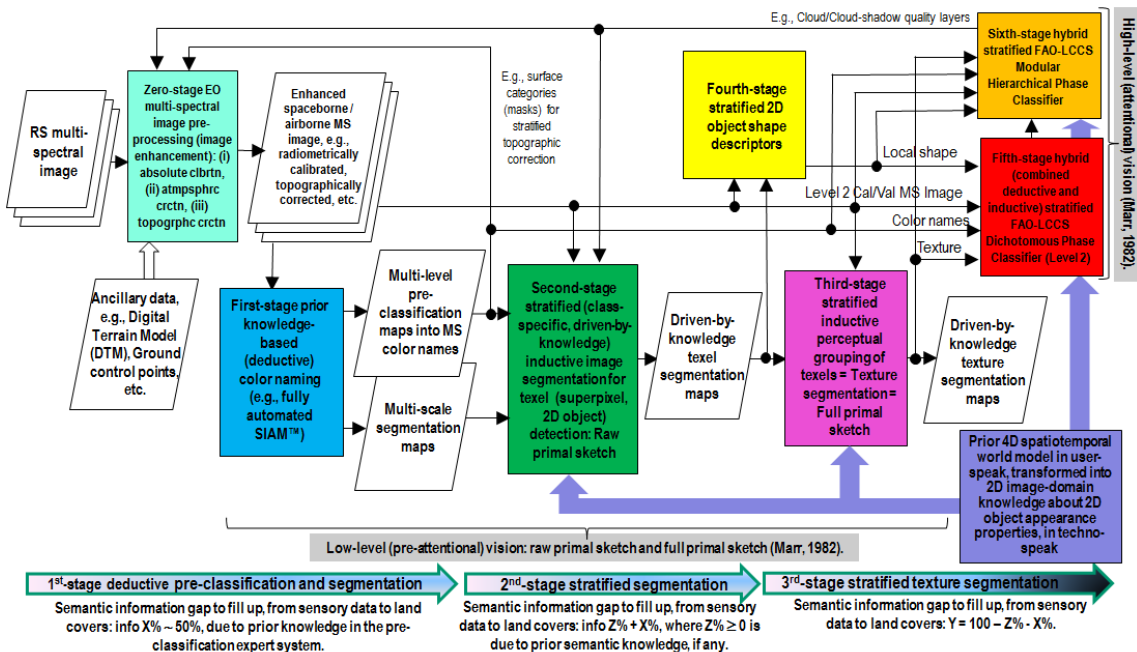 E.g., Cloud/Cloud-shadow quality layers
RS multi-
spectral
image
Zero-stage EO
multi-spectral
image pre-
processing (image
enhancement): (i)
absolute clbrtn,
(ii) atmpsphrc
crctn, (iii)
topogrphc crctn
Enhanced
spaceborne /
airborne MS
image, e.g.,
radiometrically
calibrated,
topographically
corrected, etc.
E.g., surface
categories
(masks) for
stratified
topographic
correction
Fourth-stage
stratified 2D
object shape
descriptors
Sixth-stage hybrid
stratified FAO-LCCS
Modular
Hierarchical Phase
Classifier
High-level (attentional) vision (Marr,
1982).
Local shape
Level 2 Cal/Val MS Image
Color names
Texture
Fifth-stage hybrid
(combined
deductive and
inductive) stratified
FAO-LCCS
Dichotomous Phase
Classifier (Level 2)
Ancillary data,
e.g., Digital
Terrain Model
(DTM), Ground
control points,
etc.
First-stage prior
knowledge-
based
(deductive)
color naming
(e.g., fully
automated
SIAM™)
Multi-level
pre-
classification
maps into MS
color names
Multi-scale
segmentation
maps
Second-stage
stratified (class-
specific, driven-by-
knowledge)
inductive image
segmentation for
texel (superpixel,
2D object)
detection: Raw
primal sketch
Driven-by-
knowledge
texel
segmentation
maps
Third-stage
stratified
inductive
perceptual
grouping of
texels = Texture
segmentation =
Full primal
sketch
Driven-by-
knowledge
texture
segmentation
maps
Prior 4D spatiotemporal
world model in user-
speak, transformed into
2D image-domain
knowledge about 2D
object appearance
properties, in techno-
speak
Low-level (pre-attentional) vision: raw primal sketch and full primal sketch (Marr, 1982).
1st-stage deductive pre-classification and segmentation
Semantic information gap to fill up, from sensory data to land
covers: info X% ~ 50%, due to prior knowledge in the pre-
classification expert system.
2nd-stage stratified segmentation
Semantic information gap to fill up, from sensory
data to land covers: info Z% + X%, where Z% ≥ 0 is
due to prior semantic knowledge, if any.
3rd-stage stratified texture segmentation
Semantic information gap to fill up, from sensory
data to land covers: Y = 100 – Z% - X%.